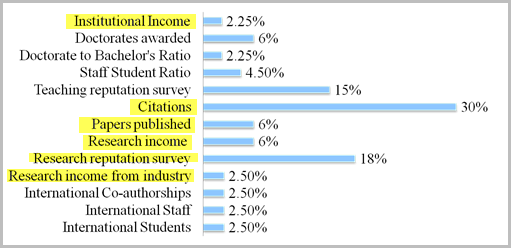 Institutional Income 2.25%
Doctorates awarded 6%
Doctorate to Bachelor's Ratio 2.25%
Staff Student Ratio 4.50%
Teaching reputation survey 15%
Citations 30%
Papers published 6%
Research income 6%
Research reputation survey 18%
Research income from industry 2.50%
International Co-authorships 2.50%
International Staff 2.50%
International Students 2.50%